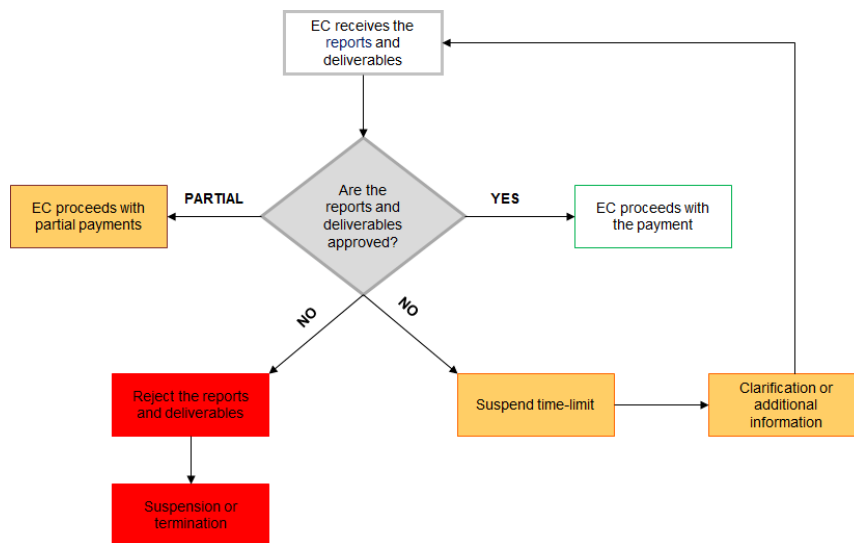 EC receives the
reports and
deliverables
Are the
reports and
deliverables
approved?
PARTIAL
EC proceeds with
partial payments
YES
EC proceeds with
the payment
NO
NO
Reject the reports
and deliverables
Suspend time-limit
Clarification or
additional
information
Suspension or
termination